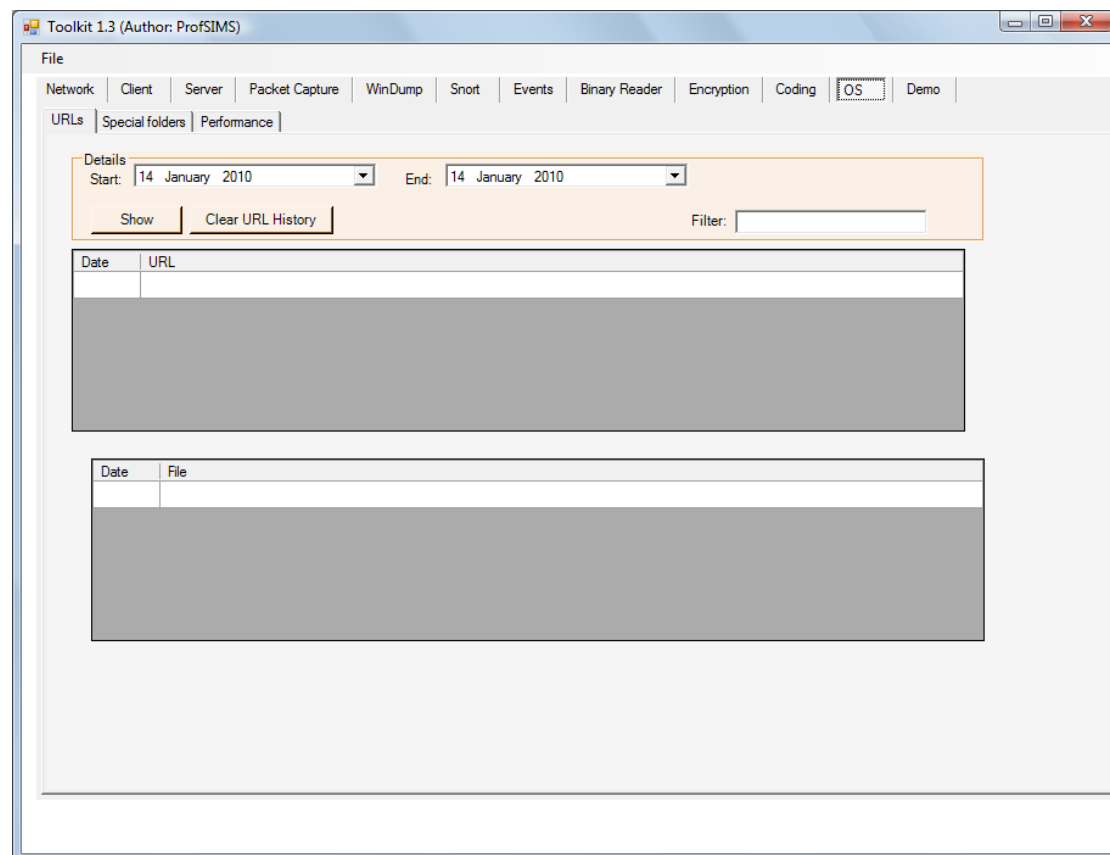 Toolkit 1.3 (Author: ProfSIMS)
File
Network Client Server Packet Capture WinDump Snort Events Binary Reader Encryption Coding OS Demo
URLs Special folders Performance
Details
Start: 14 January 2010 End: 14 January 2010
Show Clear URL History Filter:
Date URL
Date File